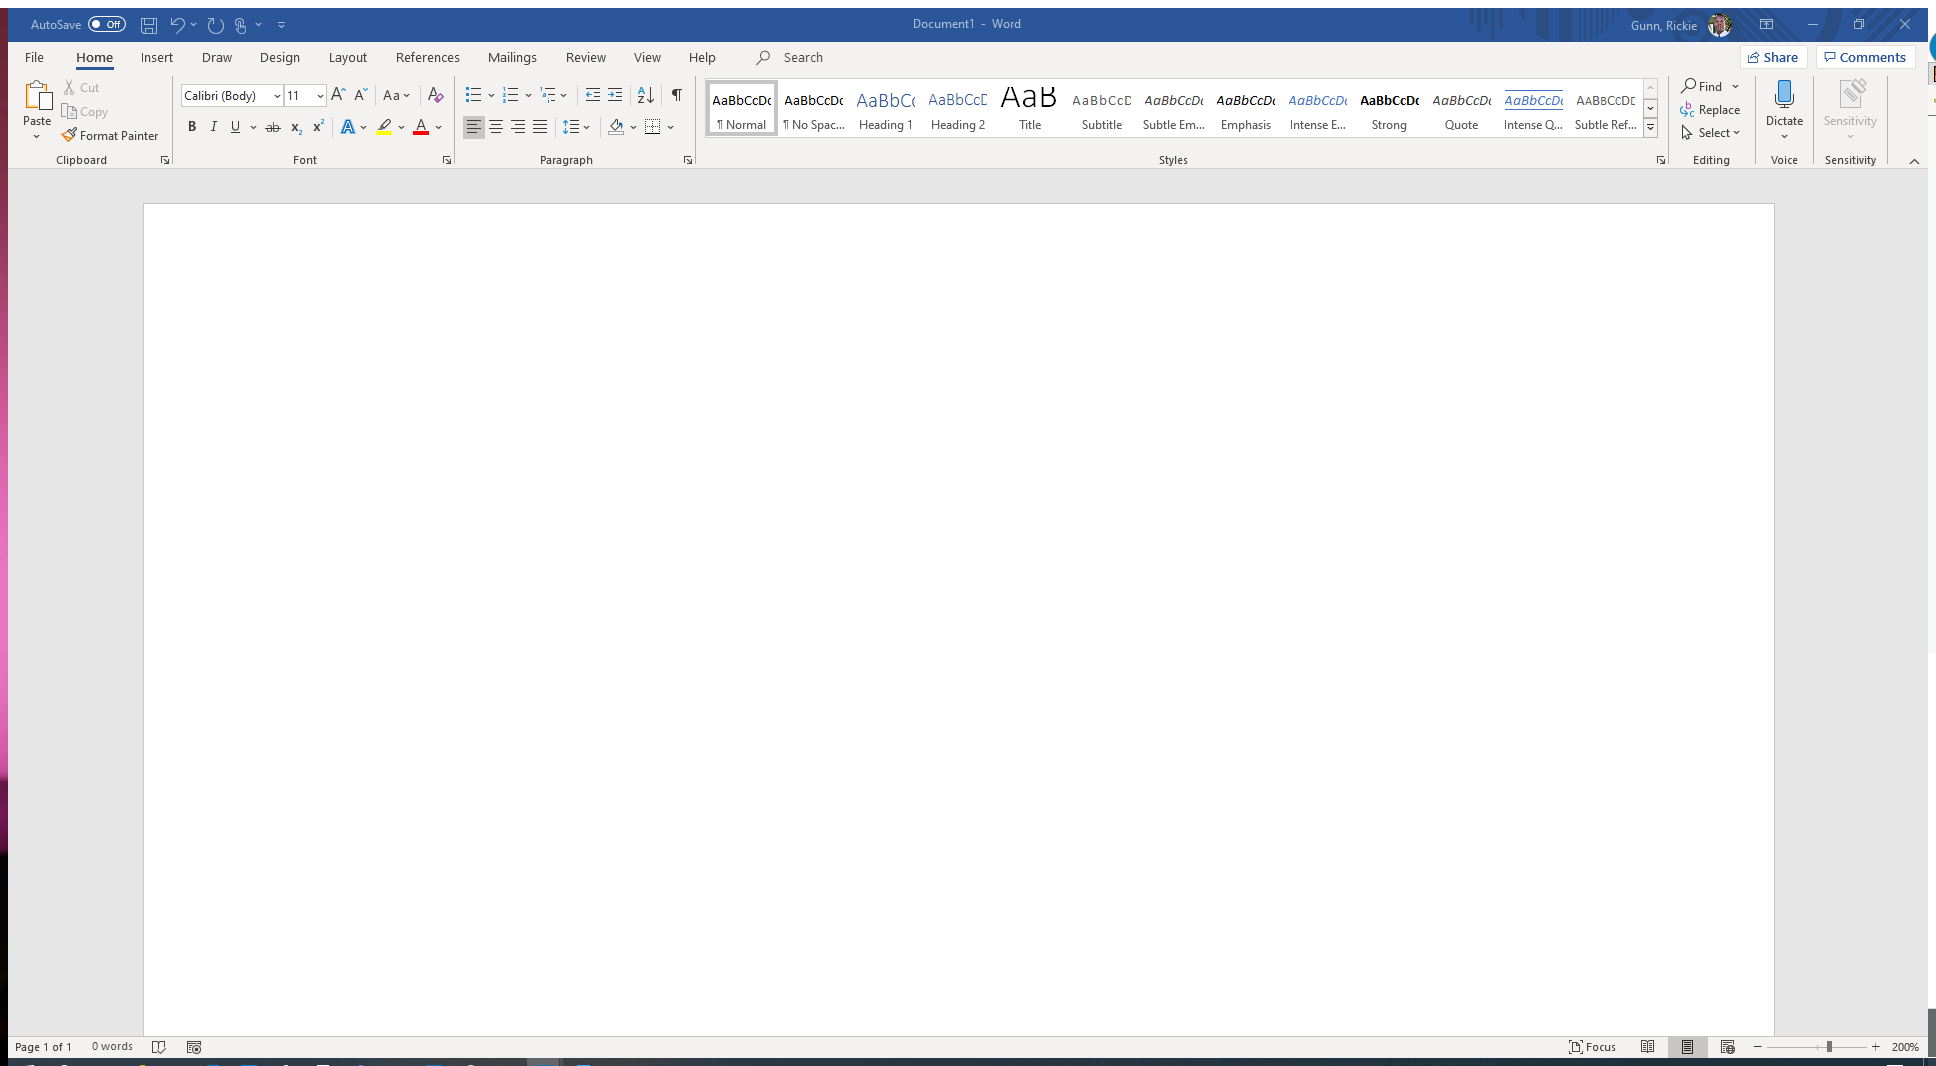 AutoSave Off Document1 - Word Gunn, Rickie
File Home Insert Draw Design Layout References Mailings Review View Help Search Share Comments
Paste Cut Copy Format Painter
Clipboard
Calibri (Body) 11 Aa
B I U ab x₂ x² A A
Font
Paragraph
AaBbCcDc AaBbCcDc AaBbCc AaBbCcD AaB AaBbCcD AaBbCcDc AaBbCcDc AaBbCcDc AaBbCcDc AaBbCcDc AaBbCcDc AABBCCDD
¶ Normal ¶ No Spac... Heading 1 Heading 2 Title Subtitle Subtle Em... Emphasis Intense E... Strong Quote Intense Q... Subtle Ref...
Styles
Find
Replace
Select
Editing
Dictate
Voice
Sensitivity
Sensitivity
Page 1 of 1 0 words Focus 200%